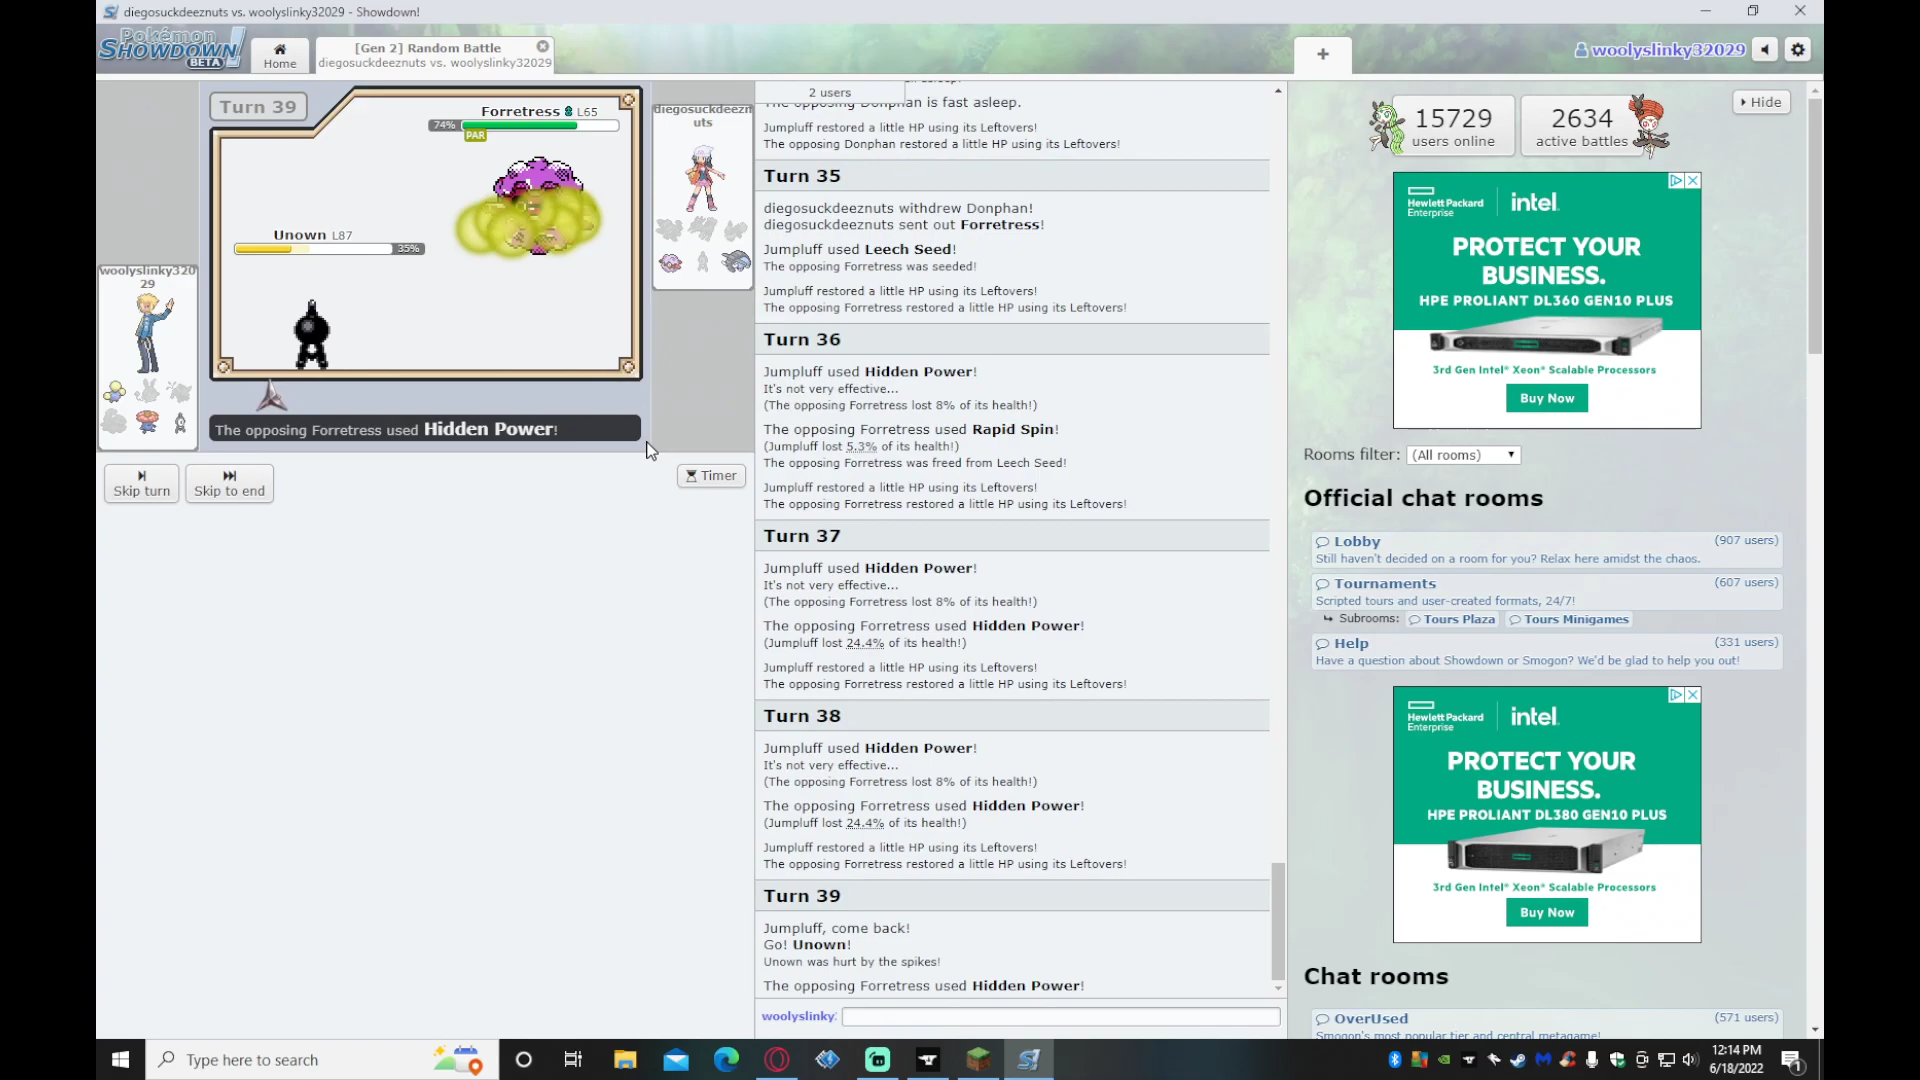 diegosuckdeeznuts vs. woolyslinky32029 - Showdown!
Pokémon
SHOWDOWN!
BETA
Home
[Gen 2] Random Battle
diegosuckdeeznuts vs. woolyslinky32029
+
woolyslinky32029
Turn 39
Forretress L65
74%
PAR
Unown L87
35%
diegosuckdeezn
uts
woolyslinky320
29
The opposing Forretress used Hidden Power!
Skip turn
Skip to end
Timer
2 users
The opposing Donphan is fast asleep.
Jumpluff restored a little HP using its Leftovers!
The opposing Donphan restored a little HP using its Leftovers!
Turn 35
diegosuckdeeznuts withdrew Donphan!
diegosuckdeeznuts sent out Forretress!
Jumpluff used Leech Seed!
The opposing Forretress was seeded!
Jumpluff restored a little HP using its Leftovers!
The opposing Forretress restored a little HP using its Leftovers!
Turn 36
Jumpluff used Hidden Power!
It's not very effective...
(The opposing Forretress lost 8% of its health!)
The opposing Forretress used Rapid Spin!
(Jumpluff lost 5.3% of its health!)
The opposing Forretress was freed from Leech Seed!
Jumpluff restored a little HP using its Leftovers!
The opposing Forretress restored a little HP using its Leftovers!
Turn 37
Jumpluff used Hidden Power!
It's not very effective...
(The opposing Forretress lost 8% of its health!)
The opposing Forretress used Hidden Power!
(Jumpluff lost 24.4% of its health!)
Jumpluff restored a little HP using its Leftovers!
The opposing Forretress restored a little HP using its Leftovers!
Turn 38
Jumpluff used Hidden Power!
It's not very effective...
(The opposing Forretress lost 8% of its health!)
The opposing Forretress used Hidden Power!
(Jumpluff lost 24.4% of its health!)
Jumpluff restored a little HP using its Leftovers!
The opposing Forretress restored a little HP using its Leftovers!
Turn 39
Jumpluff, come back!
Go! Unown!
Unown was hurt by the spikes!
The opposing Forretress used Hidden Power!
woolyslinky:
15729
users online
2634
active battles
Hide
Hewlett Packard
Enterprise
intel.
PROTECT YOUR
BUSINESS.
HPE PROLIANT DL360 GEN10 PLUS
3rd Gen Intel® Xeon® Scalable Processors
Buy Now
Rooms filter: (All rooms)
Official chat rooms
Lobby (907 users)
Still haven't decided on a room for you? Relax here amidst the chaos.
Tournaments (607 users)
Scripted tours and user-created formats, 24/7!
Subrooms: Tours Plaza Tours Minigames
Help (331 users)
Have a question about Showdown or Smogon? We'd be glad to help you out!
Hewlett Packard
Enterprise
intel.
PROTECT YOUR
BUSINESS.
HPE PROLIANT DL380 GEN10 PLUS
3rd Gen Intel® Xeon® Scalable Processors
Buy Now
Chat rooms
OverUsed (571 users)
Smogon's most popular tier and central metagame!
Type here to search
12:14 PM
6/18/2022
1